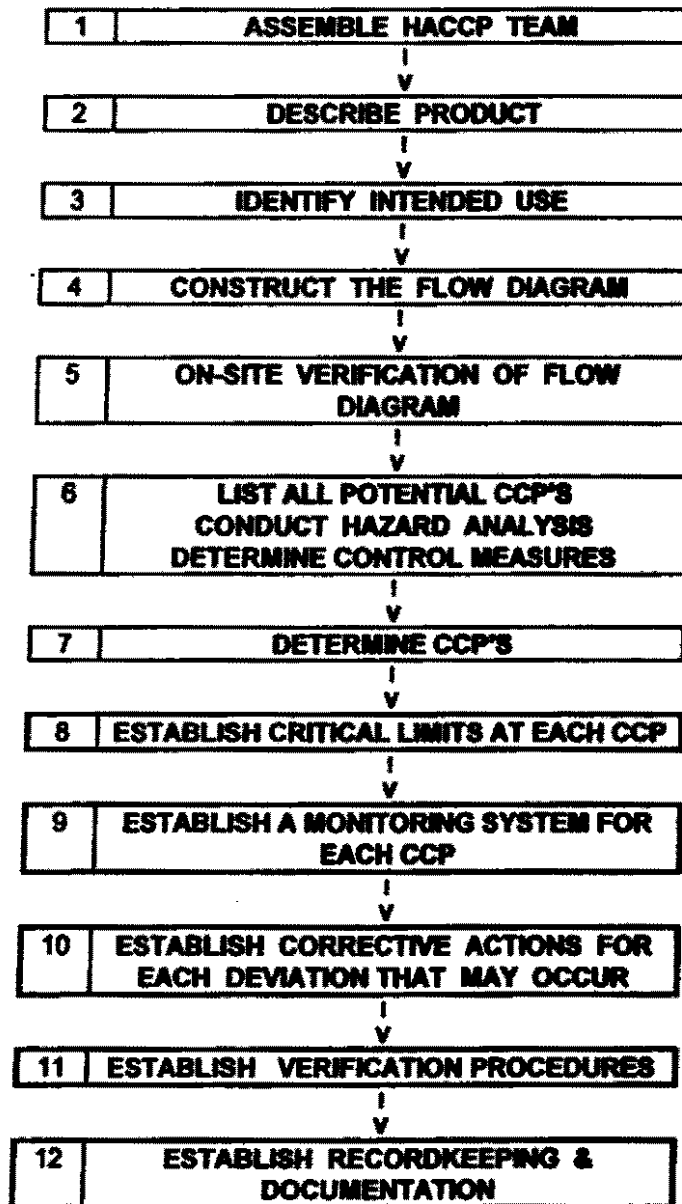 1 ASSEMBLE HACCP TEAM
2 DESCRIBE PRODUCT
3 IDENTIFY INTENDED USE
4 CONSTRUCT THE FLOW DIAGRAM
5 ON-SITE VERIFICATION OF FLOW
DIAGRAM
6 LIST ALL POTENTIAL CCP'S
CONDUCT HAZARD ANALYSIS
DETERMINE CONTROL MEASURES
7 DETERMINE CCP'S
8 ESTABLISH CRITICAL LIMITS AT EACH CCP
9 ESTABLISH A MONITORING SYSTEM FOR
EACH CCP
10 ESTABLISH CORRECTIVE ACTIONS FOR
EACH DEVIATION THAT MAY OCCUR
11 ESTABLISH VERIFICATION PROCEDURES
12 ESTABLISH RECORDKEEPING &
DOCUMENTATION